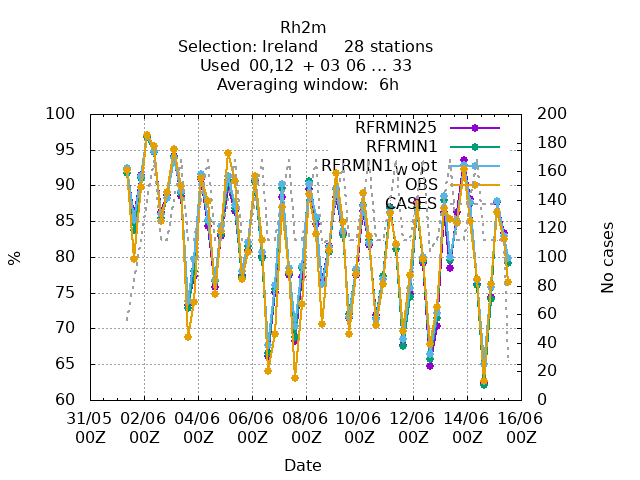 Rh2m
Selection: Ireland 28 stations
Used 00,12 + 03 06 ... 33
Averaging window: 6h
RFRMIN25
RFRMIN1
RFRMIN1w opt
OBS
CASES
100
95
90
85
80
75
70
65
60
%
200
180
160
140
120
100
80
60
40
20
0
No cases
31/05 02/06 04/06 06/06 08/06 10/06 12/06 14/06 16/06
00Z 00Z 00Z 00Z 00Z 00Z 00Z 00Z 00Z
Date